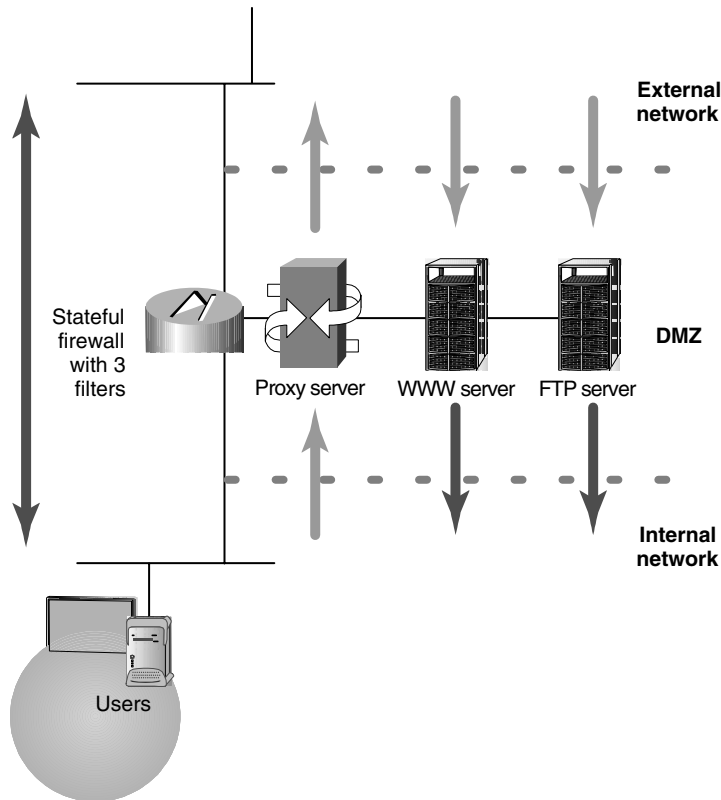 External
network
Stateful
firewall
with 3
filters
DMZ
Proxy server
WWW server
FTP server
Internal
network
Users